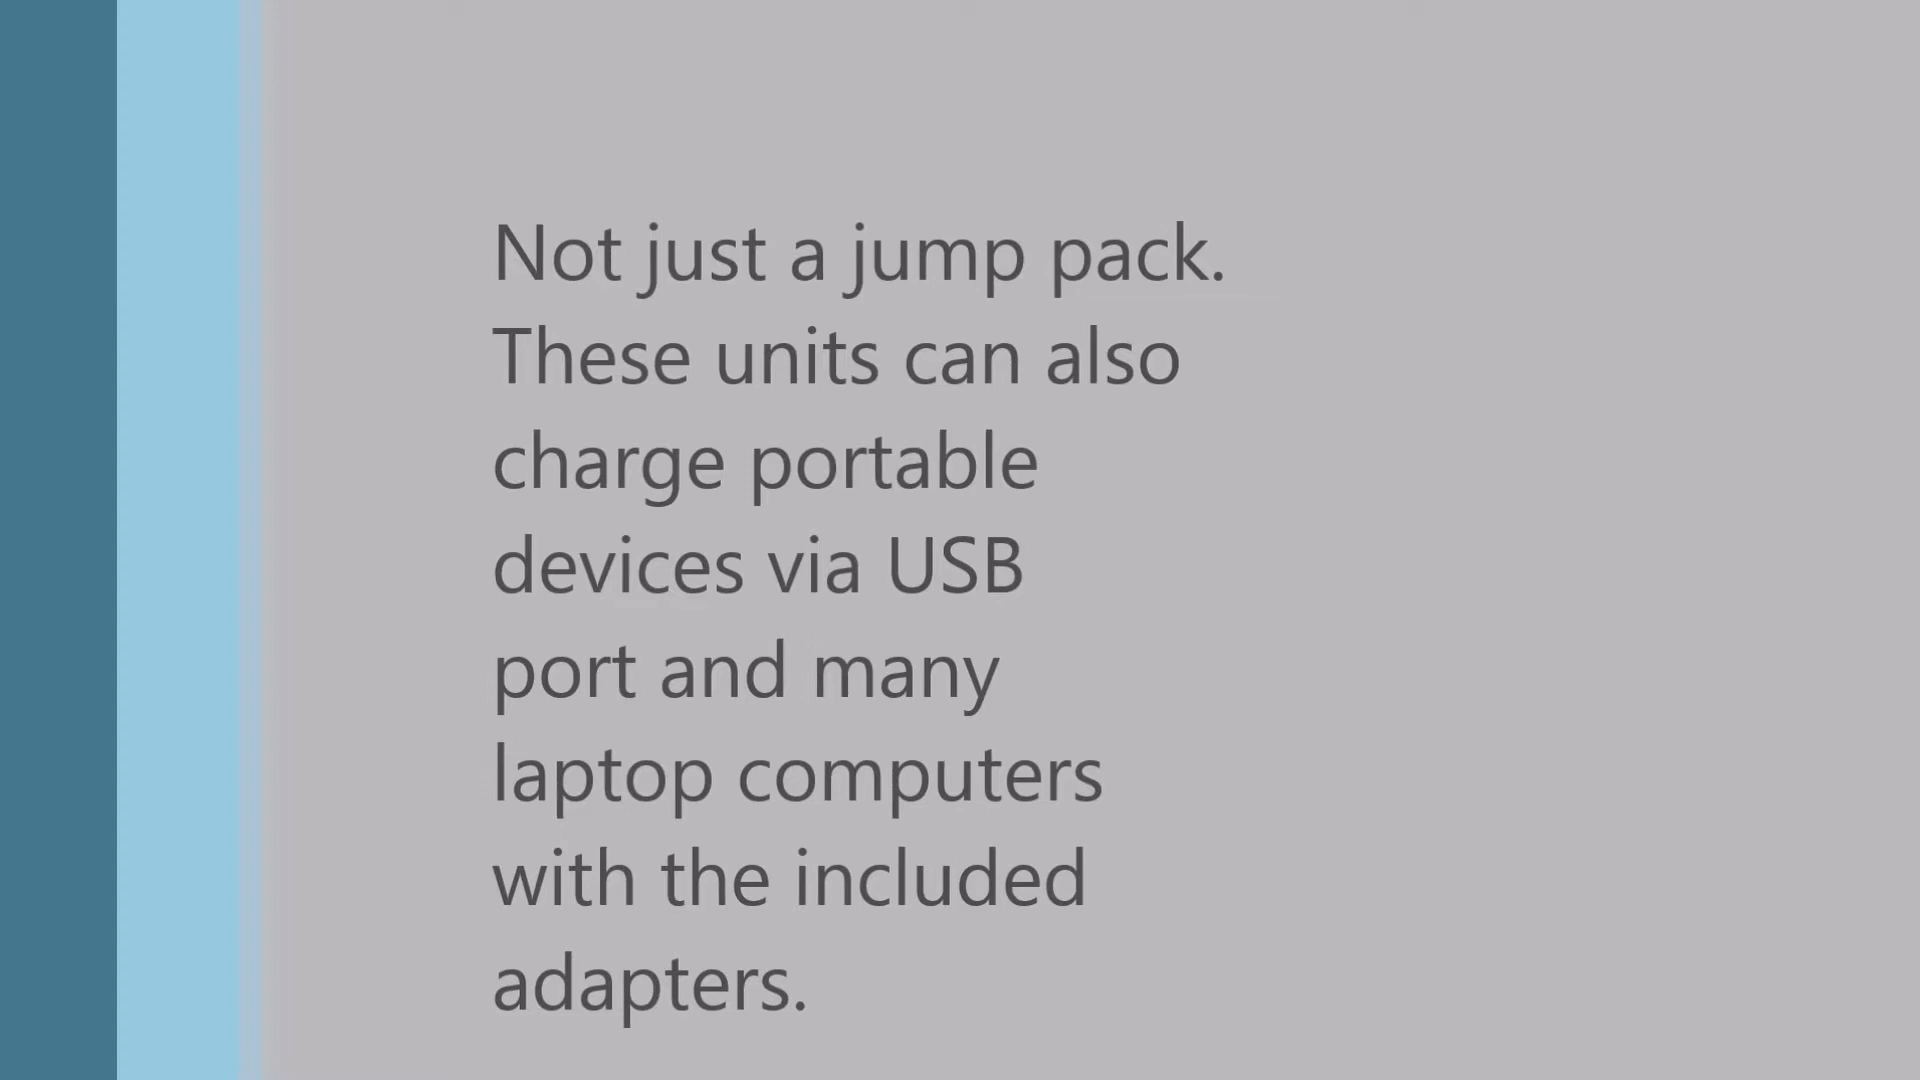 Not just a jump pack.
These units can also
charge portable
devices via USB
port and many
laptop computers
with the included
adapters.